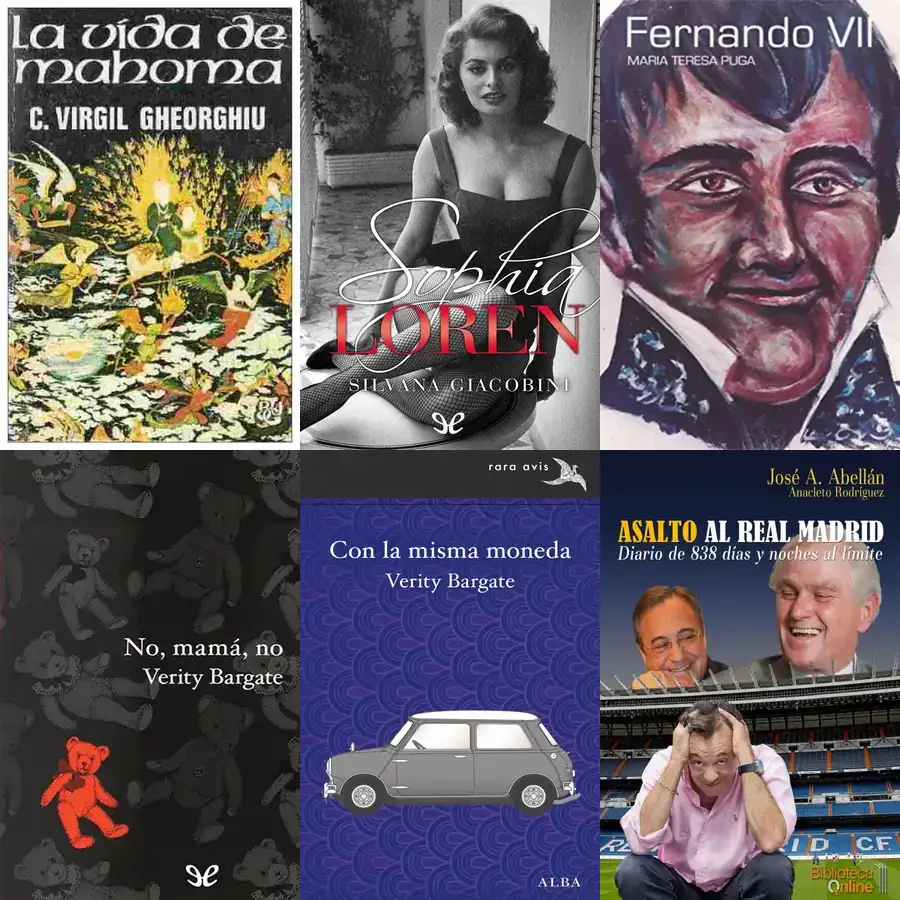 La vida de
mahoma
C. VIRGIL GHEORGHIU
Sophia
LOREN
SILVANA GIACOBINI
Fernando VII
MARIA TERESA PUGA
No, mamá, no
Verity Bargate
rara avis
Con la misma moneda
Verity Bargate
ALBA
José A. Abellán
Anacleto Rodríguez
ASALTO AL REAL MADRID
Diario de 838 días y noches al límite
Biblioteca
Online